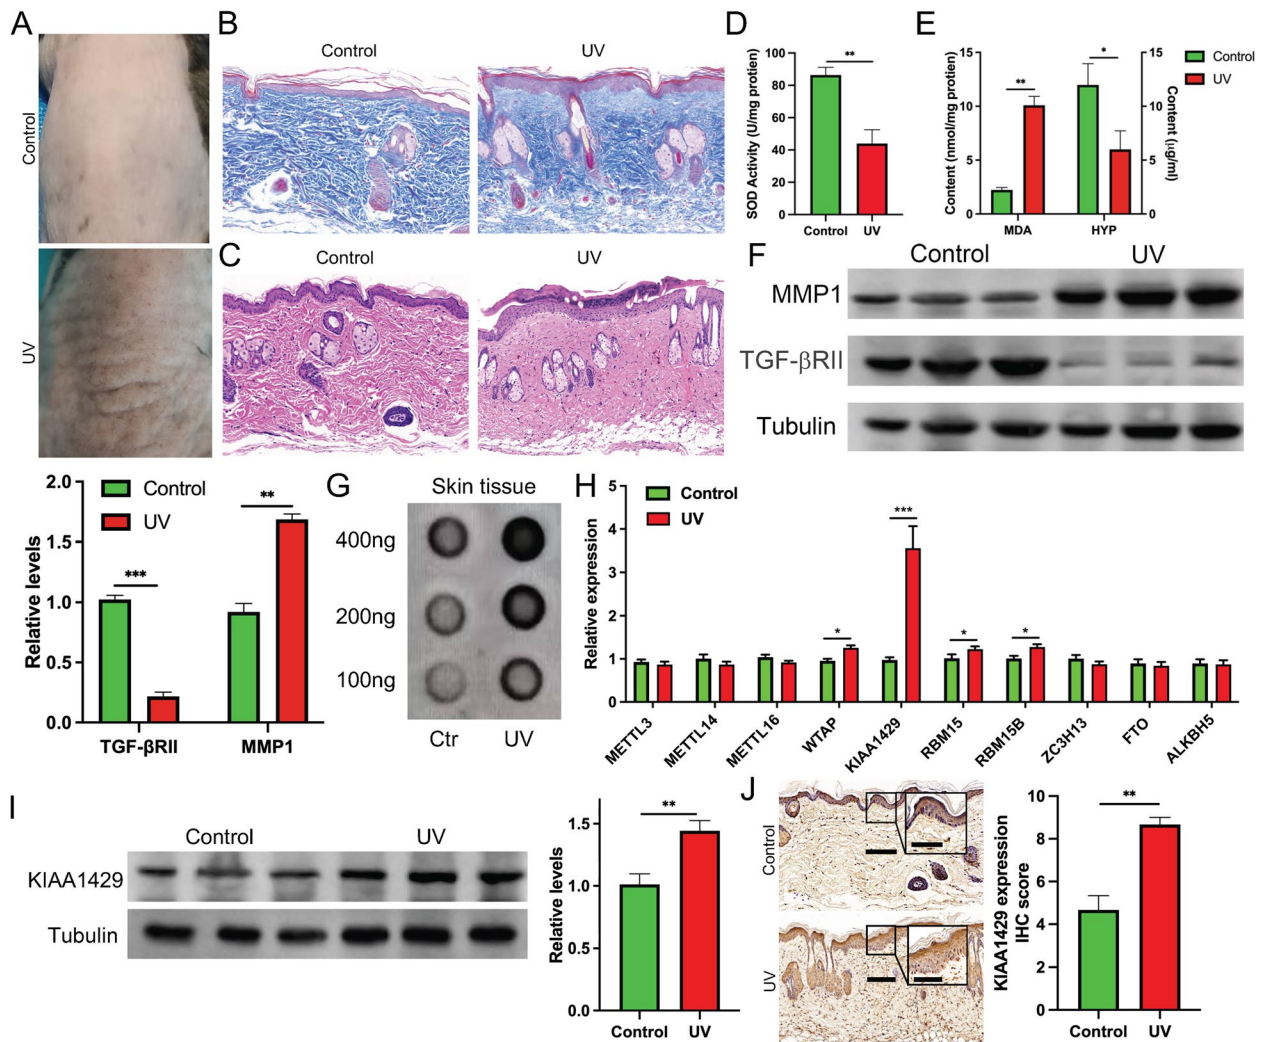 A
Control
UV
B
Control
UV
C
Control
UV
D
SOD Activity (U/mg protien)
100
80
60
40
20
0
**
Control
UV
E
Content (nmol/mg protien)
15
10
5
0
**
*
15
10
5
0
Content (µg/ml)
MDA
HYP
Control
UV
F
Control
UV
MMP1
TGF-βRII
Tubulin
Relative levels
2.0
1.5
1.0
0.5
0.0
Control
UV
***
**
TGF-βRII
MMP1
G
Skin tissue
400ng
200ng
100ng
Ctr
UV
H
Relative expression
5
4
3
2
1
0
Control
UV
*
***
*
*
METTL3
METTL14
METTL16
WTAP
KIAA1429
RBM15
RBM15B
ZC3H13
FTO
ALKBH5
I
Control
UV
KIAA1429
Tubulin
Relative levels
1.5
1.0
0.5
0.0
**
Control
UV
J
Control
UV
KIAA1429 expression
IHC score
10
8
6
4
2
0
**
Control
UV